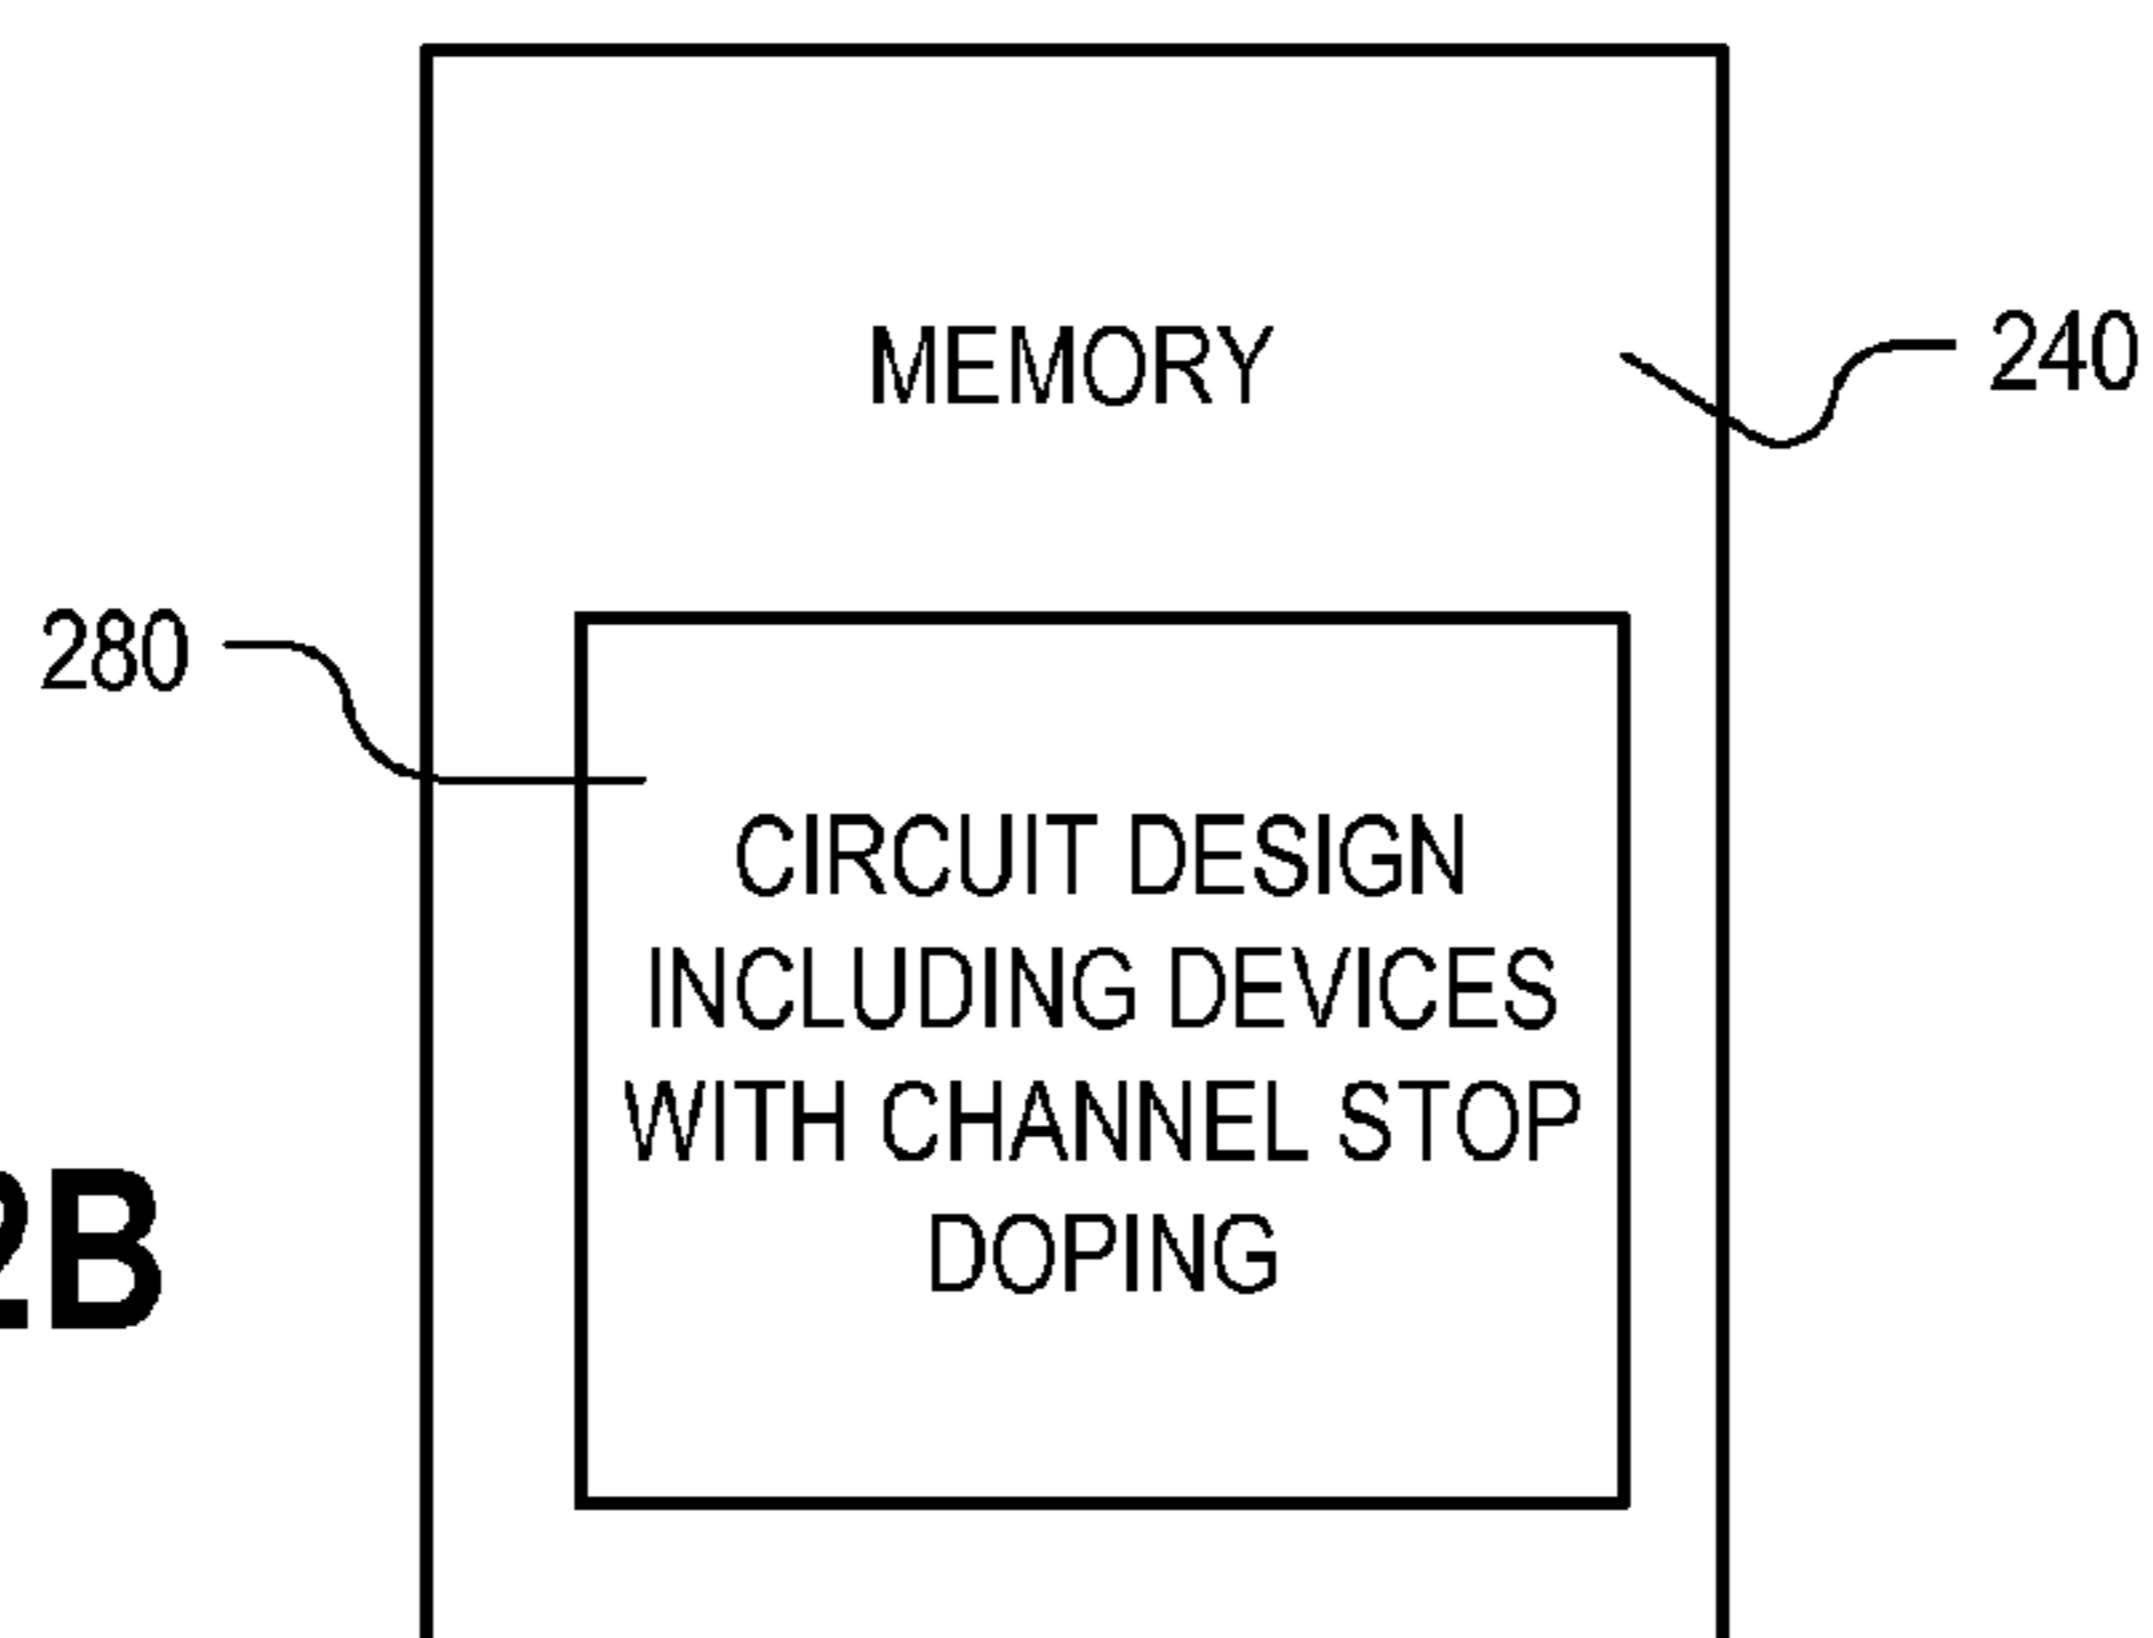 MEMORY
240
280
CIRCUIT DESIGN
INCLUDING DEVICES
WITH CHANNEL STOP
DOPING
2B